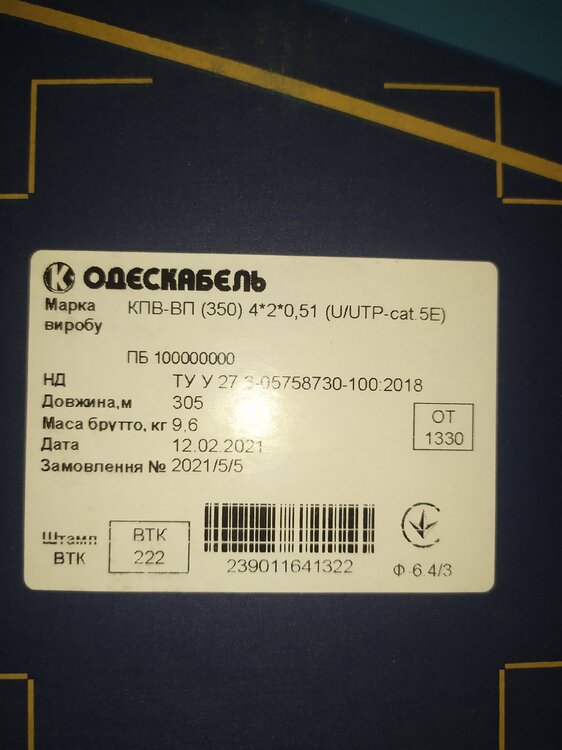 К ОДЕСКАБЕЛЬ
Марка виробу КПВ-ВП (350) 4*2*0,51 (U/UTP-cat.5E)
ПБ 100000000
НД ТУ У 27.3-05758730-100:2018
Довжина,м 305
Маса брутто, кг 9,6
Дата 12.02.2021
Замовлення № 2021/5/5
ОТ
1330
Штамп ВТК
ВТК
222
239011641322
Ф-6.4/3